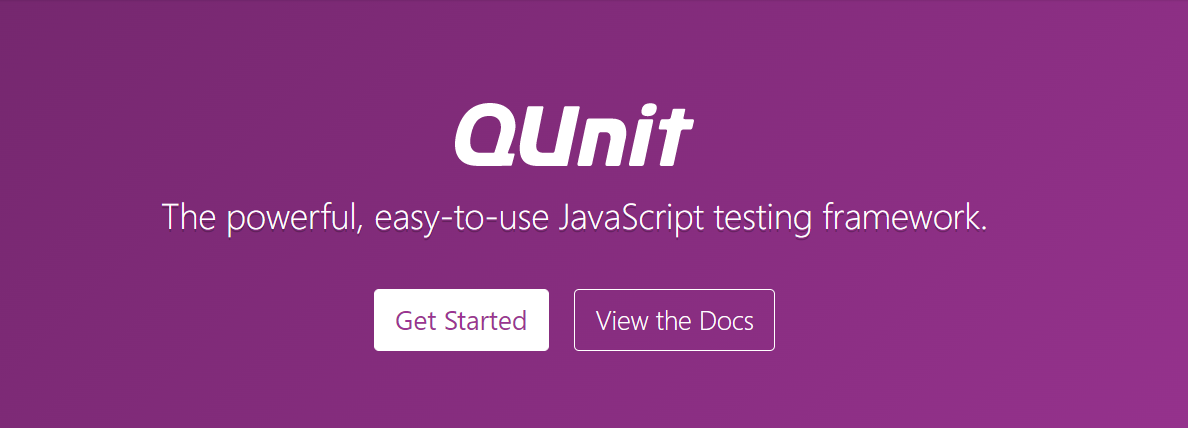 QUnit
The powerful, easy-to-use JavaScript testing framework.
Get Started
View the Docs